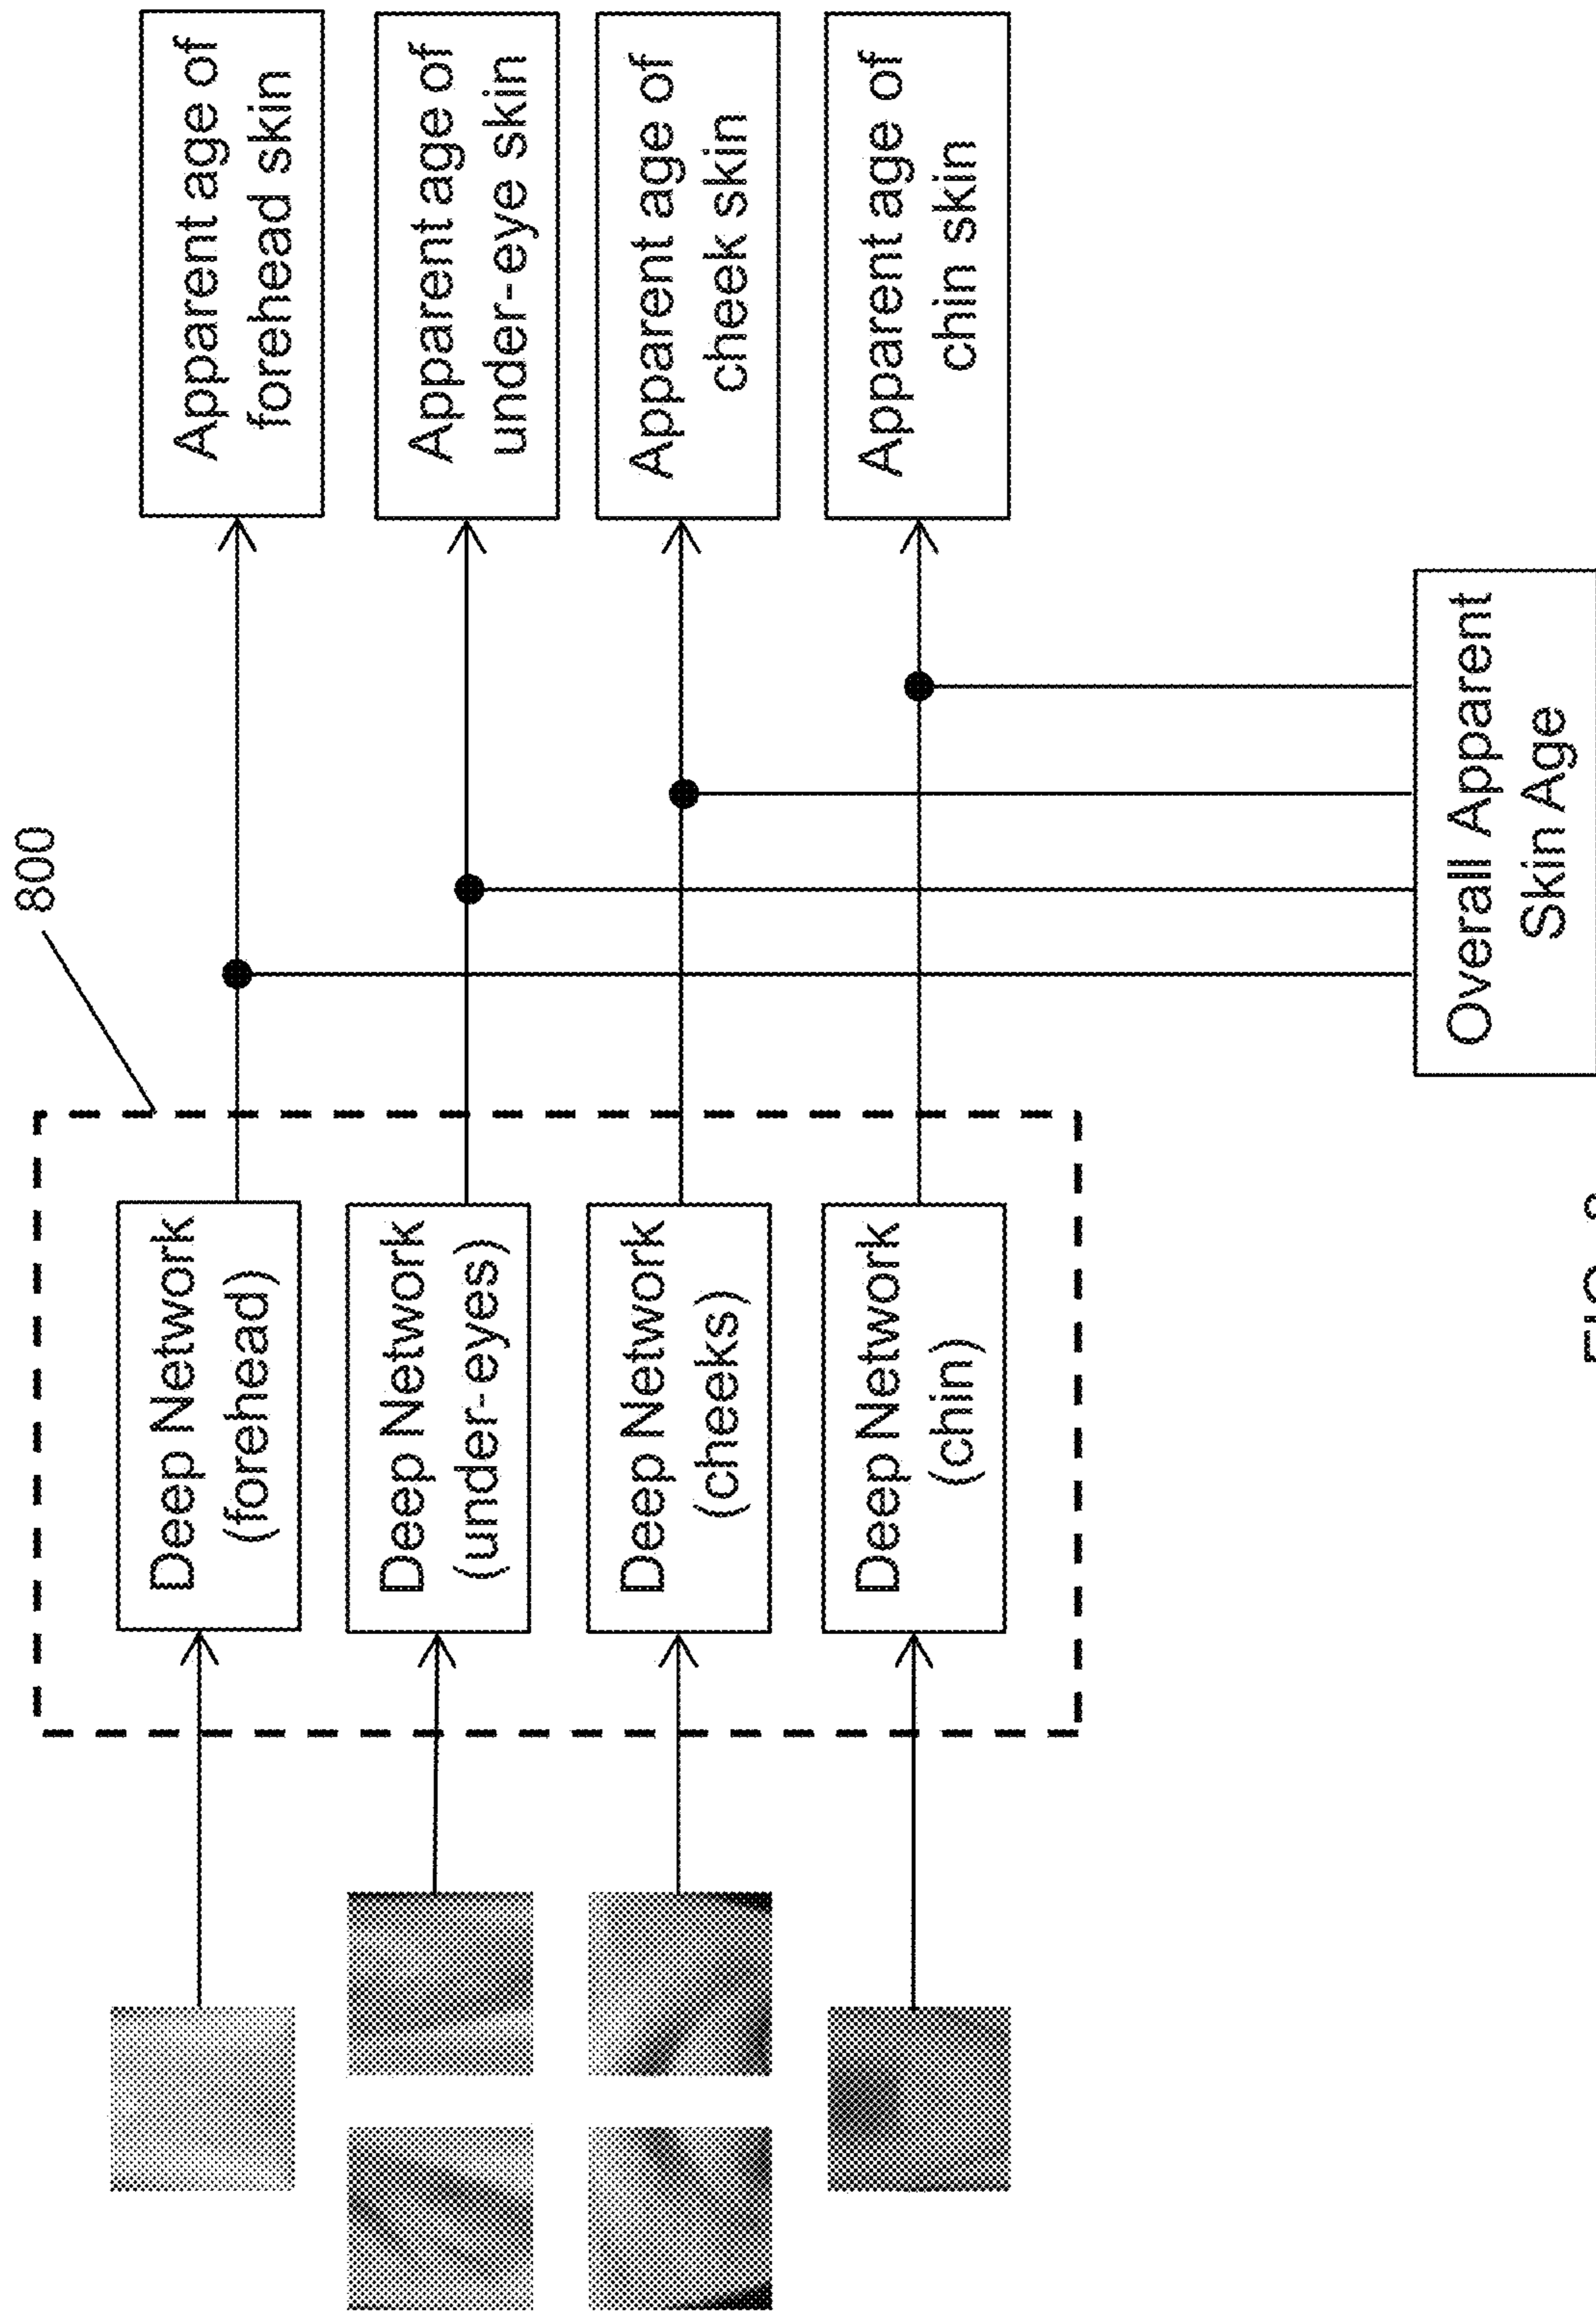 800
Deep Network
(forehead)
Apparent age of
forehead skin
Deep Network
(under-eyes)
Apparent age of
under-eye skin
Deep Network
(cheeks)
Apparent age of
cheek skin
Deep Network
(chin)
Apparent age of
chin skin
Overall Apparent
Skin Age
FIG.